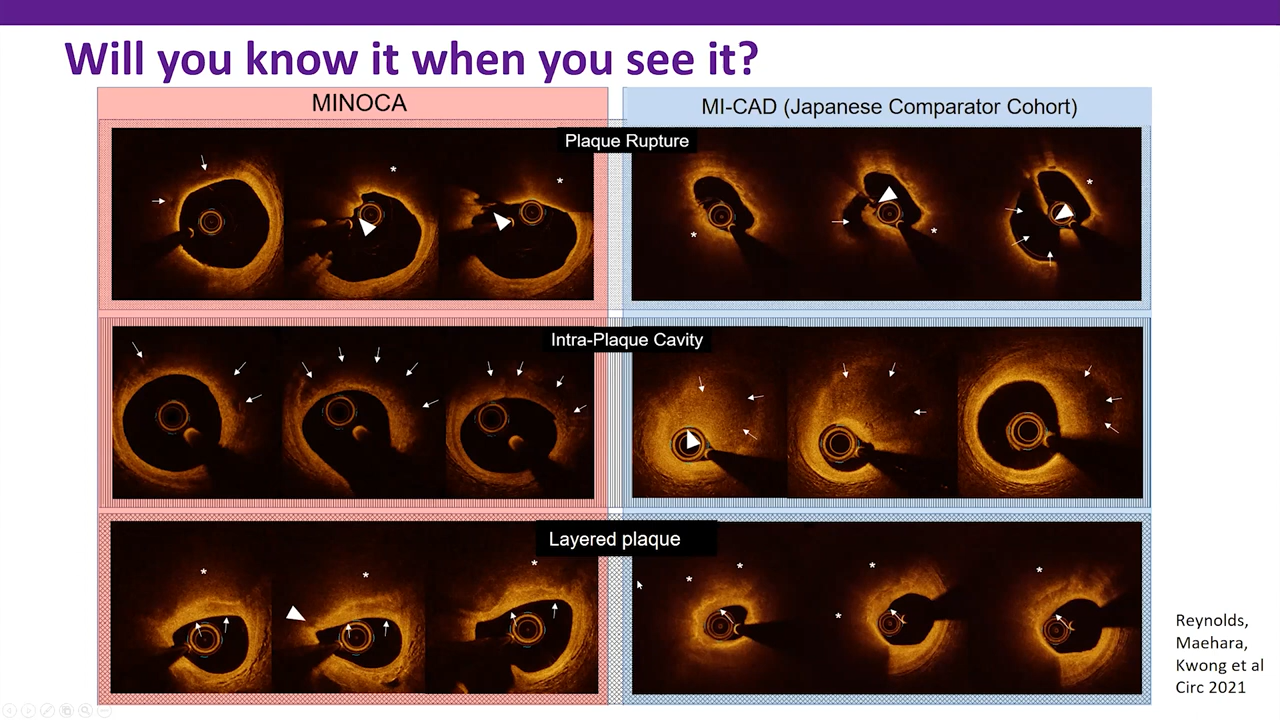 Will you know it when you see it?
MINOCA
MI-CAD (Japanese Comparator Cohort)
Plaque Rupture
Intra-Plaque Cavity
Layered plaque
Reynolds,
Maehara,
Kwong et al
Circ 2021